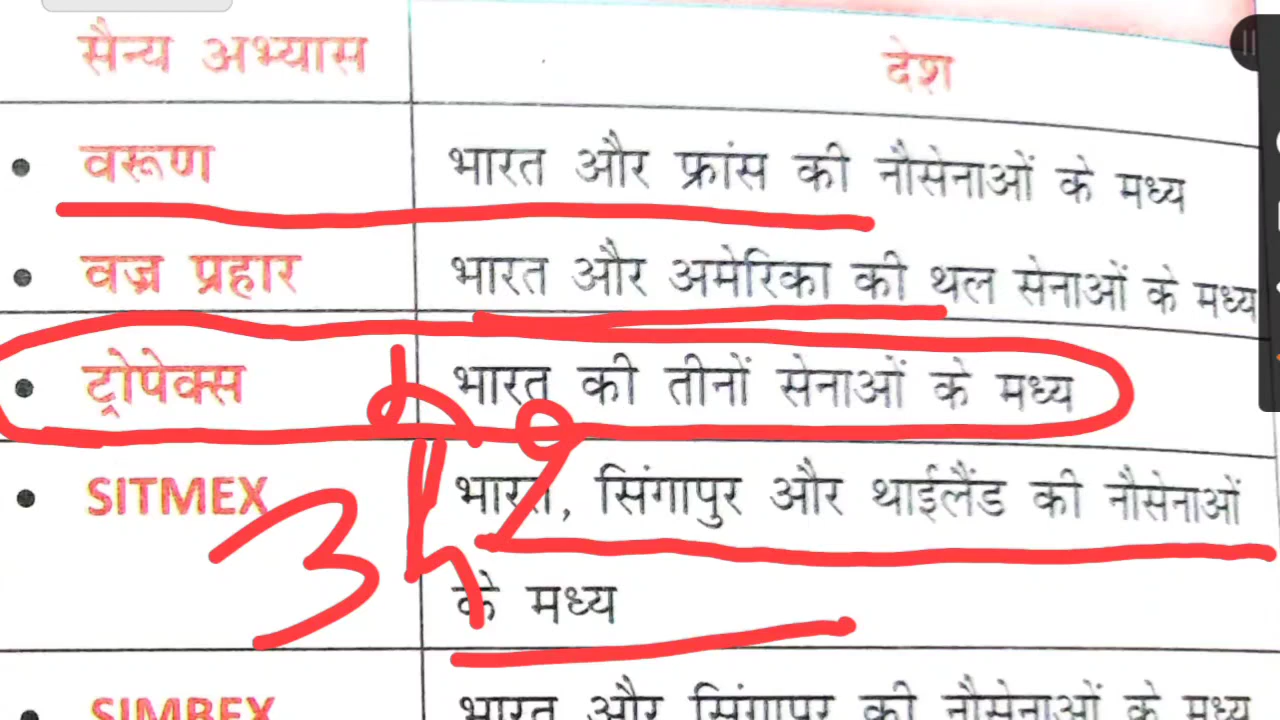 सैन्य अभ्यास देश
• वरूण भारत और फ्रांस की नौसेनाओं के मध्य
• वज्र प्रहार भारत और अमेरिका की थल सेनाओं के मध्य
• ट्रोपेक्स भारत की तीनों सेनाओं के मध्य
• SITMEX भारत, सिंगापुर और थाईलैंड की नौसेनाओं
के मध्य
• SIMBEX भारत और सिंगापुर की नौसेनाओं के मध्य